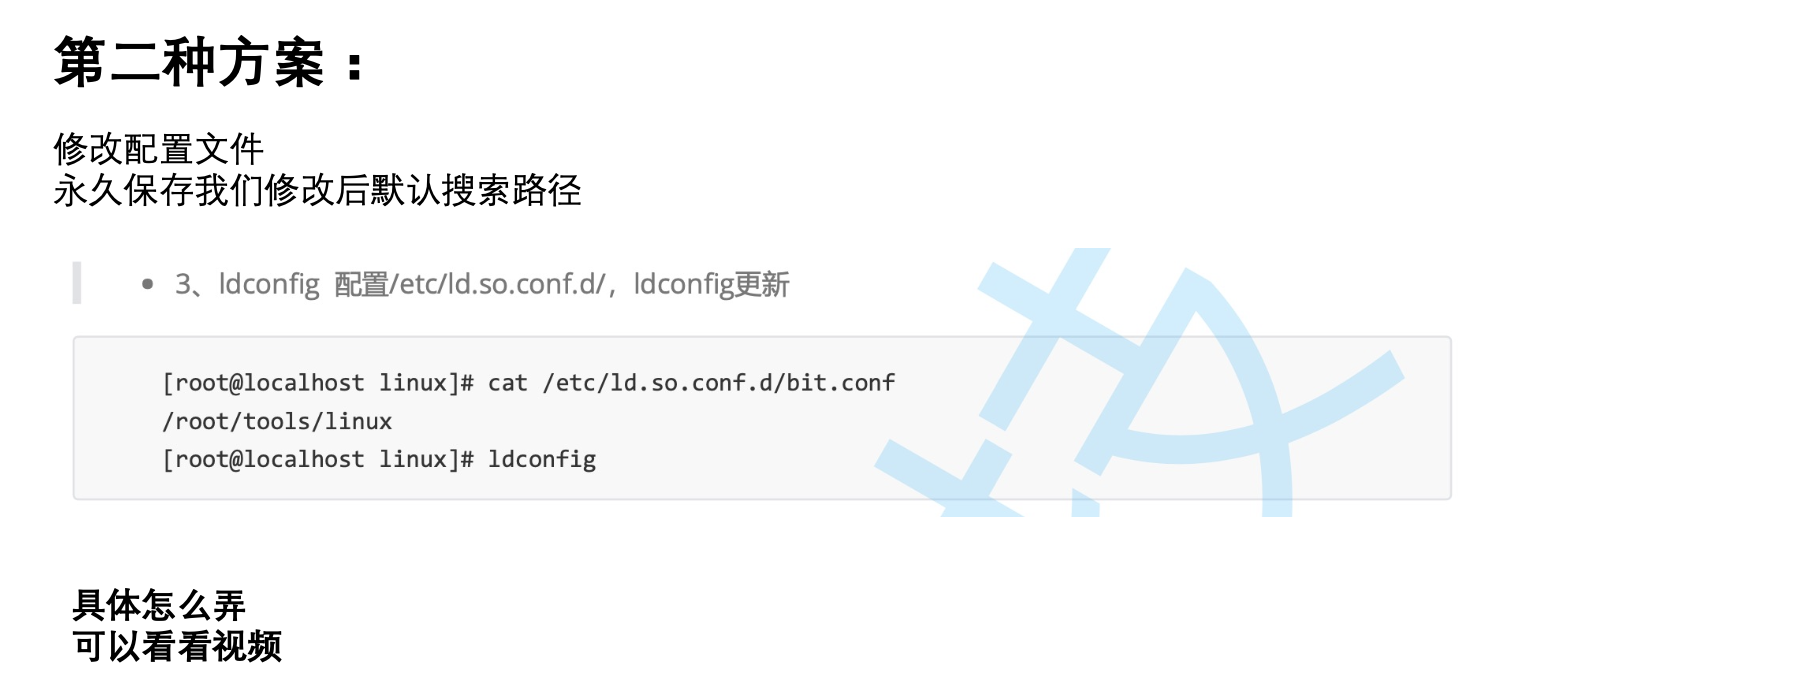 第二种方案：
修改配置文件
永久保存我们修改后默认搜索路径
• 3、ldconfig 配置/etc/ld.so.conf.d/，ldconfig更新
[root@localhost linux]# cat /etc/ld.so.conf.d/bit.conf
/root/tools/linux
[root@localhost linux]# ldconfig
具体怎么弄
可以看看视频